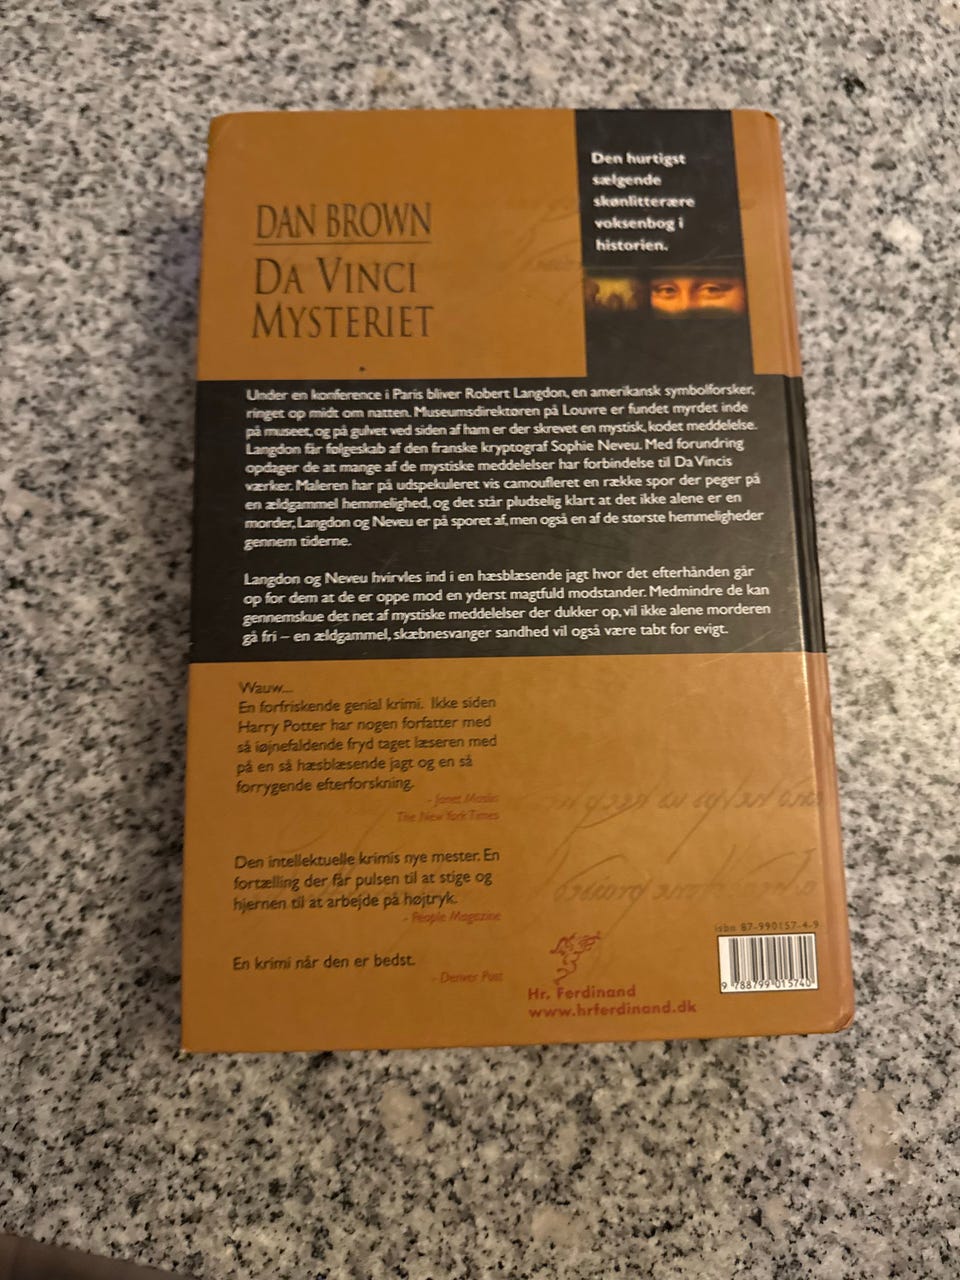 Den hurtigst
sælgende
skønlitterære
voksenbog i
historien.
DAN BROWN
DA VINCI
MYSTERIET
Under en konference i Paris bliver Robert Langdon, en amerikansk symbolforsker,
ringet op midt om natten. Museumsdirektøren på Louvre er fundet myrdet inde
på museet, og på gulvet ved siden af ham er der skrevet en mystisk, kodet meddelelse.
Langdon får følgeskab af den franske kryptograf Sophie Neveu. Med forundring
opdager de at mange af de mystiske meddelelser har forbindelse til Da Vincis
værker. Maleren har på udspekuleret vis camoufleret en række spor der peger på
en ældgammel hemmelighed, og det står pludselig klart at det ikke alene er en
morder, Langdon og Neveu er på sporet af, men også en af de største hemmeligheder
gennem tiderne.
Langdon og Neveu hvirvles ind i en hæsblæsende jagt hvor det efterhånden går
op for dem at de er oppe mod en yderst magtfuld modstander. Medmindre de kan
gennemskue det net af mystiske meddelelser der dukker op, vil ikke alene morderen
gå fri – en ældgammel, skæbnesvanger sandhed vil også være tabt for evigt.
Wauw...
En forfriskende genial krimi. Ikke siden
Harry Potter har nogen forfatter med
så iøjnefaldende fryd taget læseren med
på en så hæsblæsende jagt og en så
forrygende efterforskning.
- Janet Maslin
The New York Times
Den intellektuelle krimis nye mester. En
fortælling der får pulsen til at stige og
hjernen til at arbejde på højtryk.
- People Magazine
En krimi når den er bedst.
- Denver Post
Hr. Ferdinand
www.hrferdinand.dk
isbn 87-990157-4-9
9 788799 015740